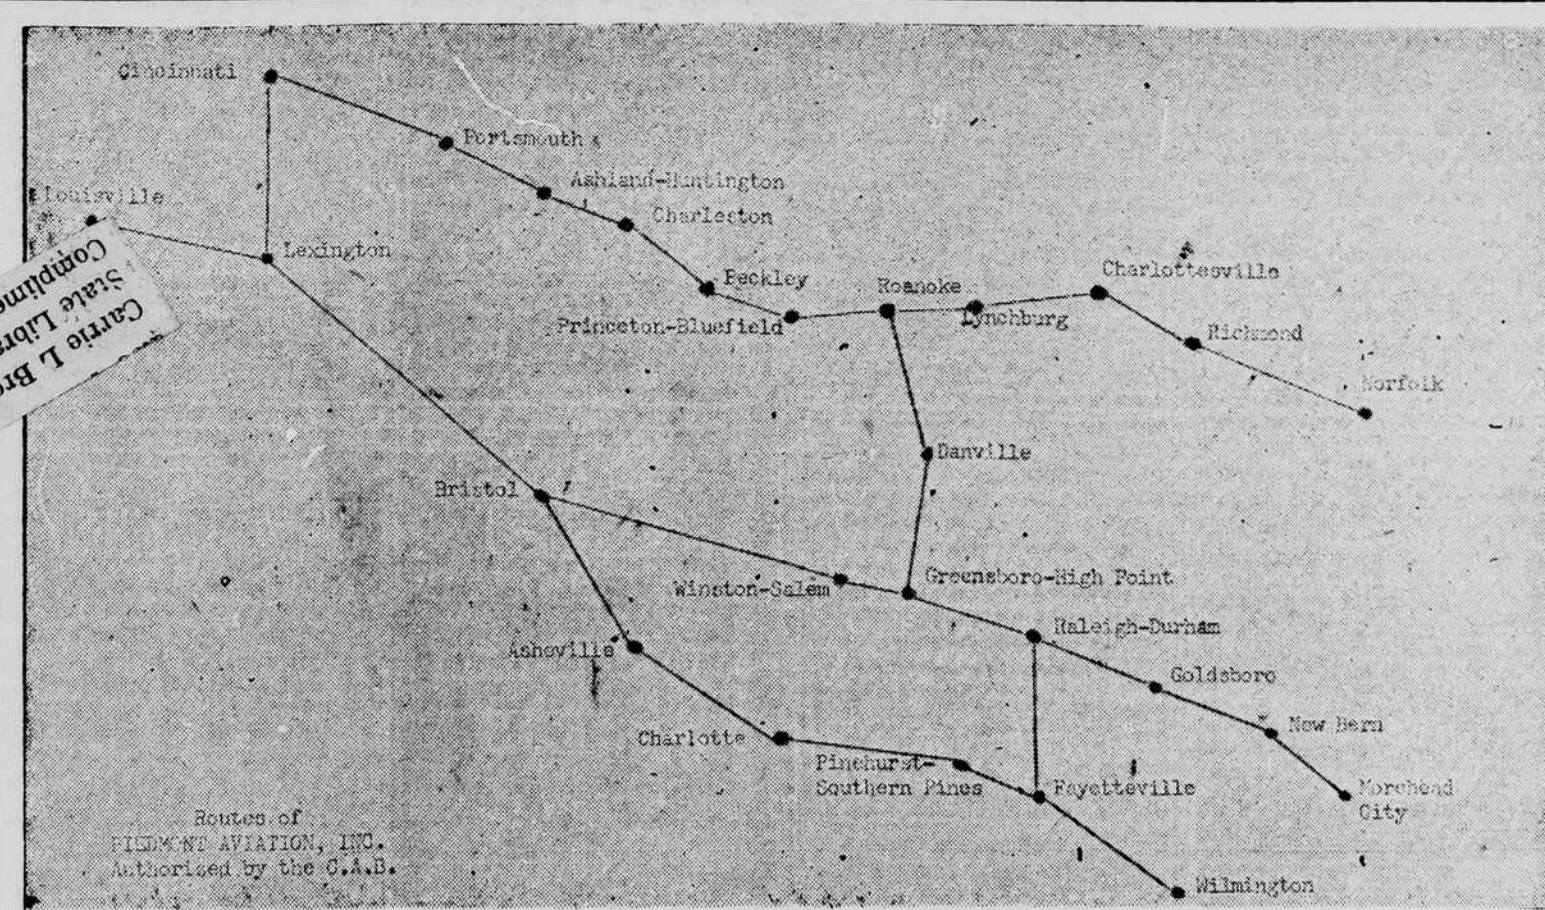 Cincinnati
Portsmouth
Ashland-Huntington
Louisville
Charleston
Lexington
Charlottesville
Beckley
Roanoke
Princeton-Bluefield
Lynchburg
Richmond
Norfolk
Danville
Bristol
Greensboro-High Point
Winston-Salem
Raleigh-Durham
Asheville
Goldsboro
New Bern
Charlotte
Pinehurst-
Southern Pines
Fayetteville
Morehead
City
Wilmington
Routes of
PIEDMONT AVIATION, INC.
Authorized by the C.A.B.
Carrie L
State